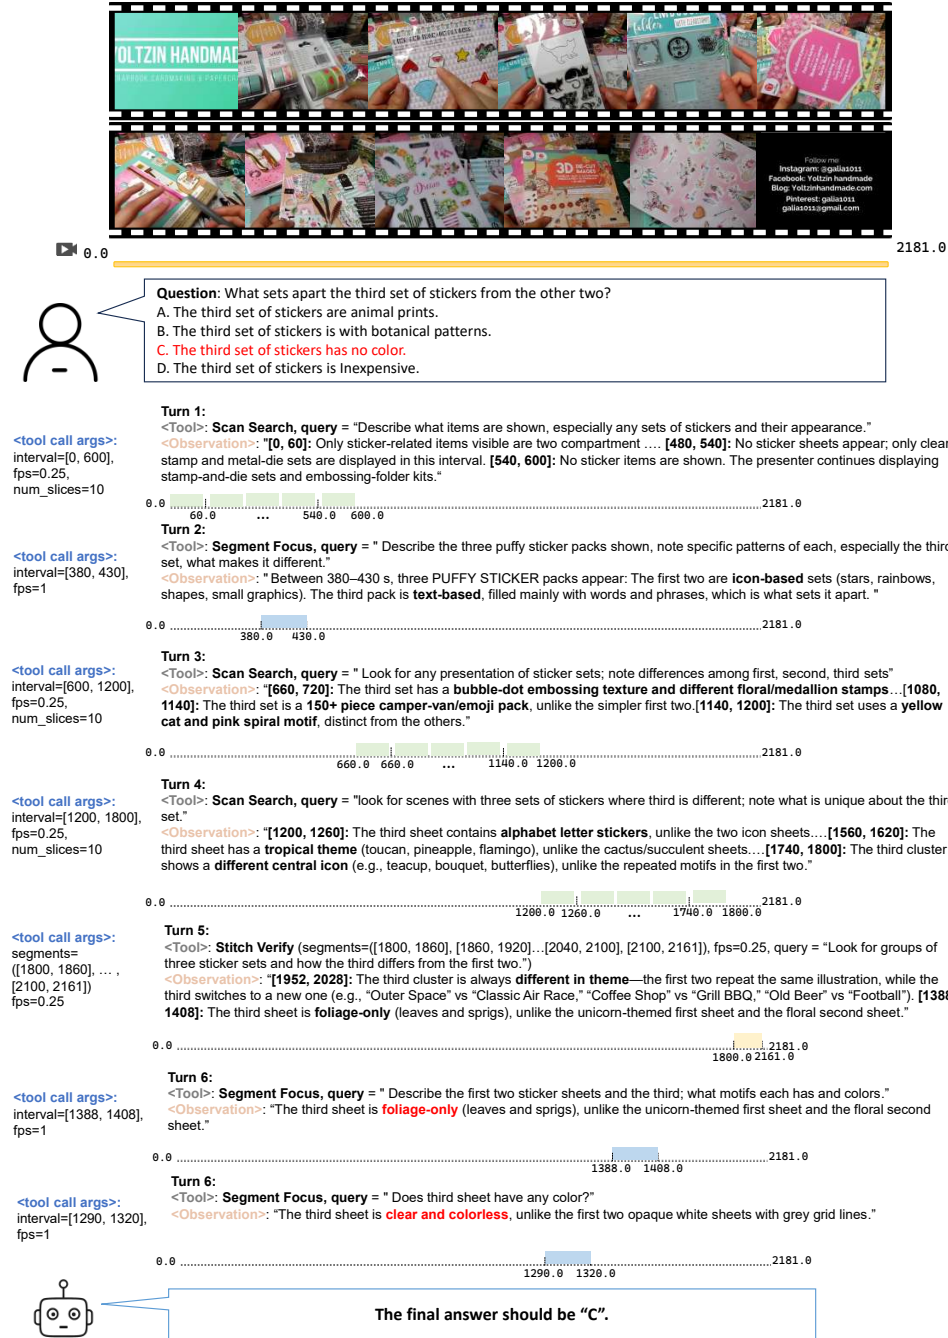 YOLTZIN HANDMAD
3D DIE-CUT
IMAGES
Follow me
Instagram: @galia1011
Facebook: Yoltzin handmade
Blog: Yoltzinhandmade.com
Pinterest: galia1011
galia1011@gmail.com
0.0
2181.0
Question: What sets apart the third set of stickers from the other two?
A. The third set of stickers are animal prints.
B. The third set of stickers is with botanical patterns.
C. The third set of stickers has no color.
D. The third set of stickers is Inexpensive.
Turn 1:
<tool call args>:
interval=[0, 600],
fps=0.25,
num_slices=10
<Tool>: Scan Search, query = “Describe what items are shown, especially any sets of stickers and their appearance.”
<Observation>: "[0, 60]: Only sticker-related items visible are two compartment …. [480, 540]: No sticker sheets appear; only clear
stamp and metal-die sets are displayed in this interval. [540, 600]: No sticker items are shown. The presenter continues displaying
stamp-and-die sets and embossing-folder kits.“
0.0
2181.0
60.0 ... 540.0 600.0
Turn 2:
<tool call args>:
interval=[380, 430],
fps=1
<Tool>: Segment Focus, query = " Describe the three puffy sticker packs shown, note specific patterns of each, especially the third
set, what makes it different.”
<Observation>: " Between 380–430 s, three PUFFY STICKER packs appear: The first two are icon-based sets (stars, rainbows,
shapes, small graphics). The third pack is text-based, filled mainly with words and phrases, which is what sets it apart. "
0.0
2181.0
380.0 430.0
Turn 3:
<tool call args>:
interval=[600, 1200],
fps=0.25,
num_slices=10
<Tool>: Scan Search, query = " Look for any presentation of sticker sets; note differences among first, second, third sets”
<Observation>: “[660, 720]: The third set has a bubble-dot embossing texture and different floral/medallion stamps…[1080,
1140]: The third set is a 150+ piece camper-van/emoji pack, unlike the simpler first two.[1140, 1200]: The third set uses a yellow
cat and pink spiral motif, distinct from the others.”
0.0
2181.0
660.0 660.0 ... 1140.0 1200.0
Turn 4:
<tool call args>:
interval=[1200, 1800],
fps=0.25,
num_slices=10
<Tool>: Scan Search, query = "look for scenes with three sets of stickers where third is different; note what is unique about the thir
set.”
<Observation>: “[1200, 1260]: The third sheet contains alphabet letter stickers, unlike the two icon sheets.…[1560, 1620]: The
third sheet has a tropical theme (toucan, pineapple, flamingo), unlike the cactus/succulent sheets.…[1740, 1800]: The third cluster
shows a different central icon (e.g., teacup, bouquet, butterflies), unlike the repeated motifs in the first two.”
0.0
2181.0
1200.0 1260.0 ... 1740.0 1800.0
Turn 5:
<tool call args>:
segments=
([1800, 1860], … ,
[2100, 2161])
fps=0.25
<Tool>: Stitch Verify (segments=([1800, 1860], [1860, 1920]…[2040, 2100], [2100, 2161]), fps=0.25, query = “Look for groups of
three sticker sets and how the third differs from the first two.”)
<Observation>: “[1952, 2028]: The third cluster is always different in theme—the first two repeat the same illustration, while the
third switches to a new one (e.g., “Outer Space” vs “Classic Air Race,” “Coffee Shop” vs “Grill BBQ,” “Old Beer” vs “Football”). [1388
1408]: The third sheet is foliage-only (leaves and sprigs), unlike the unicorn-themed first sheet and the floral second sheet.”
0.0
2181.0
1800.0 2161.0
Turn 6:
<tool call args>:
interval=[1388, 1408],
fps=1
<Tool>: Segment Focus, query = " Describe the first two sticker sheets and the third; what motifs each has and colors.”
<Observation>: “The third sheet is foliage-only (leaves and sprigs), unlike the unicorn-themed first sheet and the floral second
sheet.”
0.0
2181.0
1388.0 1408.0
Turn 6:
<tool call args>:
interval=[1290, 1320],
fps=1
<Tool>: Segment Focus, query = " Does third sheet have any color?”
<Observation>: “The third sheet is clear and colorless, unlike the first two opaque white sheets with grey grid lines.”
0.0
2181.0
1290.0 1320.0
The final answer should be “C”.